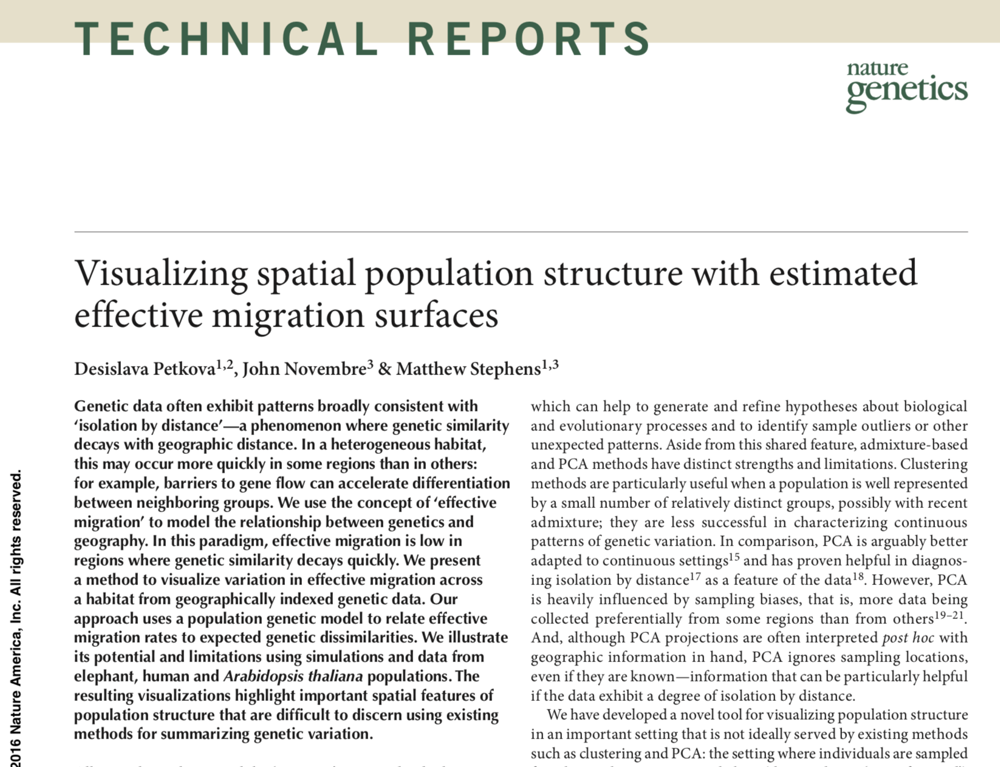 TECHNICAL REPORTS
nature
genetics
Visualizing spatial population structure with estimated
effective migration surfaces
Desislava Petkova1,2, John Novembre3 & Matthew Stephens1,3
Genetic data often exhibit patterns broadly consistent with
‘isolation by distance’—a phenomenon where genetic similarity
decays with geographic distance. In a heterogeneous habitat,
this may occur more quickly in some regions than in others:
for example, barriers to gene flow can accelerate differentiation
between neighboring groups. We use the concept of ‘effective
migration’ to model the relationship between genetics and
geography. In this paradigm, effective migration is low in
regions where genetic similarity decays quickly. We present
a method to visualize variation in effective migration across
a habitat from geographically indexed genetic data. Our
approach uses a population genetic model to relate effective
migration rates to expected genetic dissimilarities. We illustrate
its potential and limitations using simulations and data from
elephant, human and Arabidopsis thaliana populations. The
resulting visualizations highlight important spatial features of
population structure that are difficult to discern using existing
methods for summarizing genetic variation.
which can help to generate and refine hypotheses about biological
and evolutionary processes and to identify sample outliers or other
unexpected patterns. Aside from this shared feature, admixture-based
and PCA methods have distinct strengths and limitations. Clustering
methods are particularly useful when a population is well represented
by a small number of relatively distinct groups, possibly with recent
admixture; they are less successful in characterizing continuous
patterns of genetic variation. In comparison, PCA is arguably better
adapted to continuous settings15 and has proven helpful in diagnos-
ing isolation by distance17 as a feature of the data18. However, PCA
is heavily influenced by sampling biases, that is, more data being
collected preferentially from some regions than from others19–21.
And, although PCA projections are often interpreted post hoc with
geographic information in hand, PCA ignores sampling locations,
even if they are known—information that can be particularly helpful
if the data exhibit a degree of isolation by distance.
We have developed a novel tool for visualizing population structure
in an important setting that is not ideally served by existing methods
such as clustering and PCA: the setting where individuals are sampled
2016 Nature America, Inc. All rights reserved.